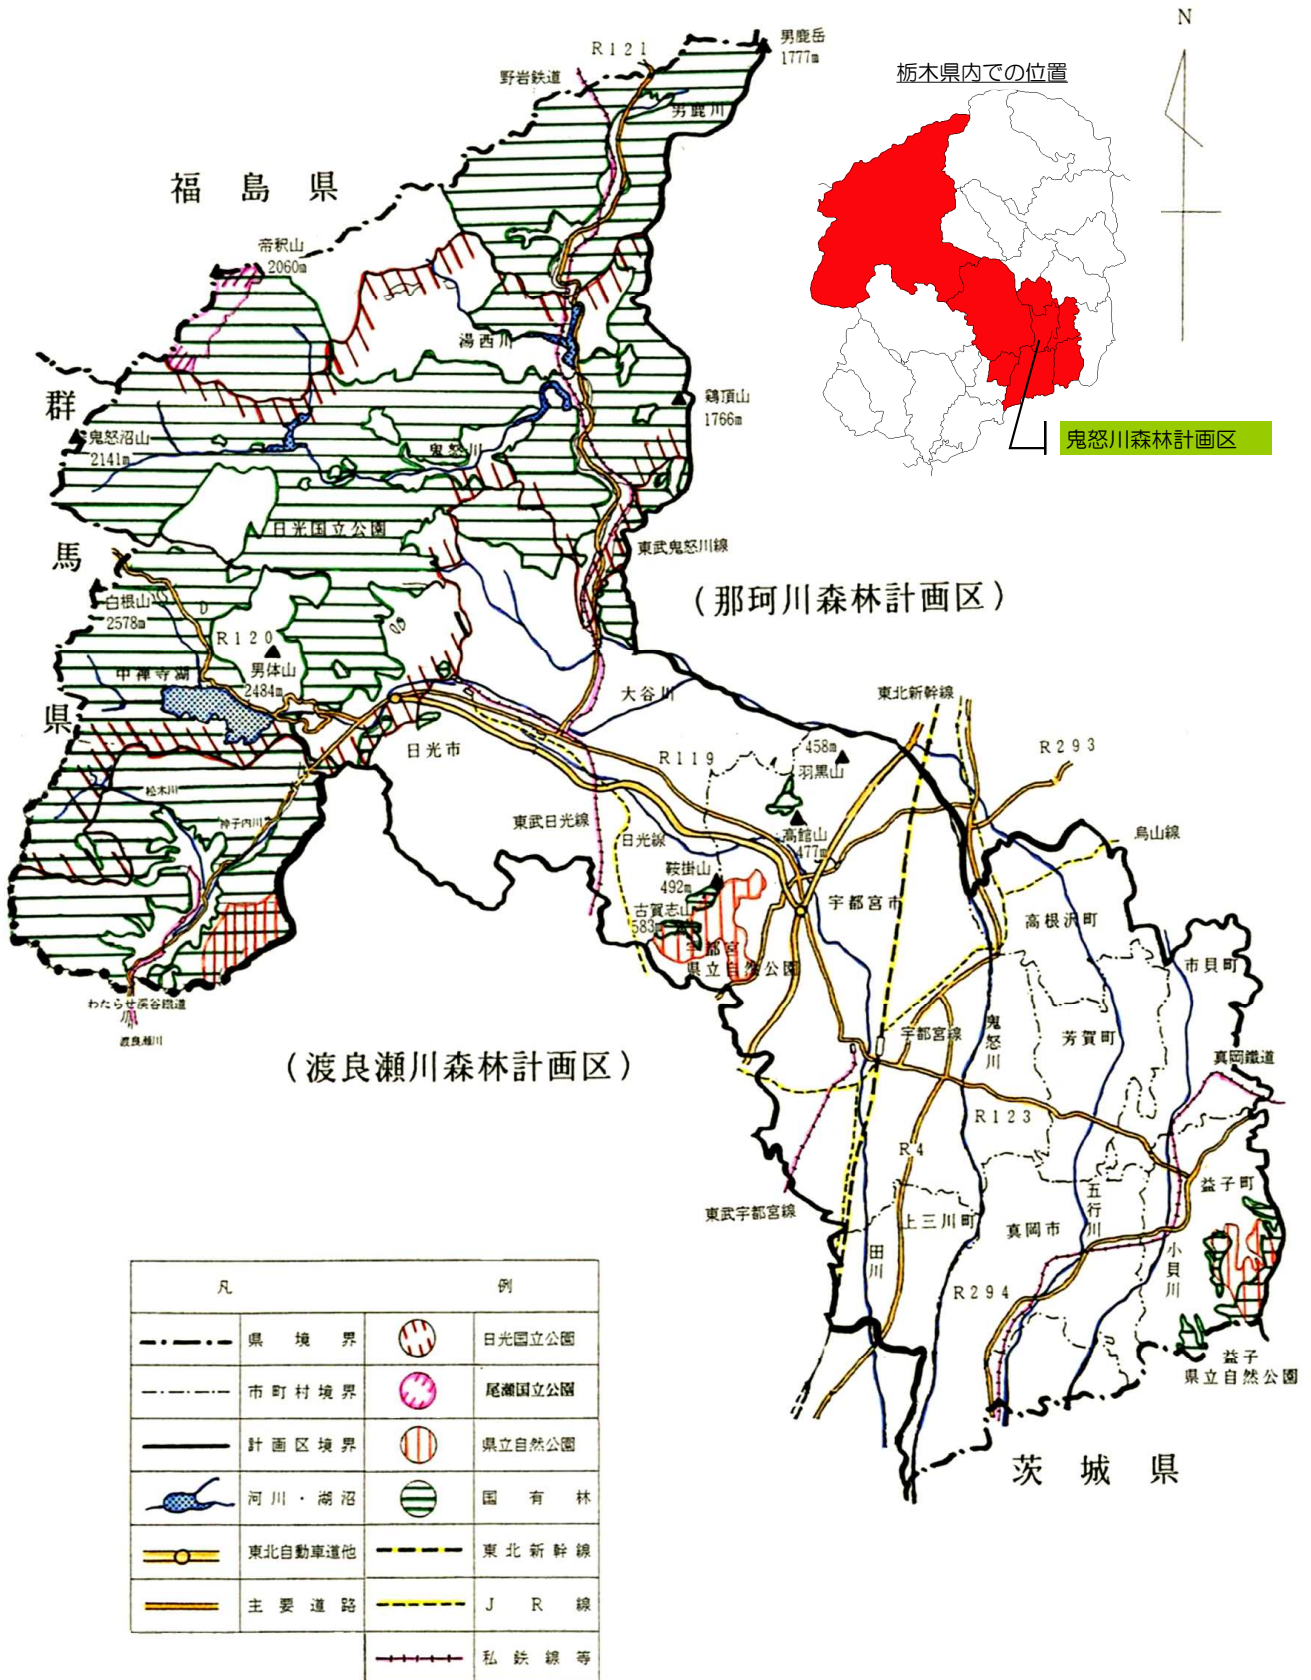 N
男鹿岳
1777m
R121
野岩鉄道
栃木県内での位置
男鹿川
福島県
帝釈山
2060m
湯西川
鶏頂山
1766m
群馬県
鬼怒沼山
2141m
鬼怒川
鬼怒川森林計画区
日光国立公園
東武鬼怒川線
(那珂川森林計画区)
白根山
2578m
R120
男体山
2484m
中禅寺湖
大谷川
東北新幹線
日光市
R119
458m
羽黒山
R293
松木川
神子内川
東武日光線
日光線
高館山
477m
烏山線
鞍掛山
492m
古賀志山
583m
宇都宮市
高根沢町
宇都宮
県立自然公園
市貝町
わたらせ渓谷鐵道
渡良瀬川
(渡良瀬川森林計画区)
宇都宮線
鬼怒川
芳賀町
真岡鐵道
R123
R4
東武宇都宮線
上三川町
真岡市
五行川
益子町
田川
小貝川
R294
益子
県立自然公園
茨城県
凡例
県境界
日光国立公園
市町村境界
尾瀬国立公園
計画区境界
県立自然公園
河川・湖沼
国有林
東北自動車道他
東北新幹線
主要道路
JR線
私鉄線等